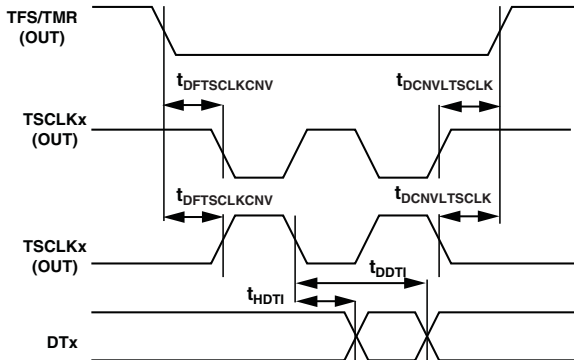 TFS/TMR
(OUT)
tDFTSCLKCNV
tDCNVLTSCLK
TSCLKx
(OUT)
tDFTSCLKCNV
tDCNVLTSCLK
TSCLKx
(OUT)
tDDTI
tHDTI
DTx